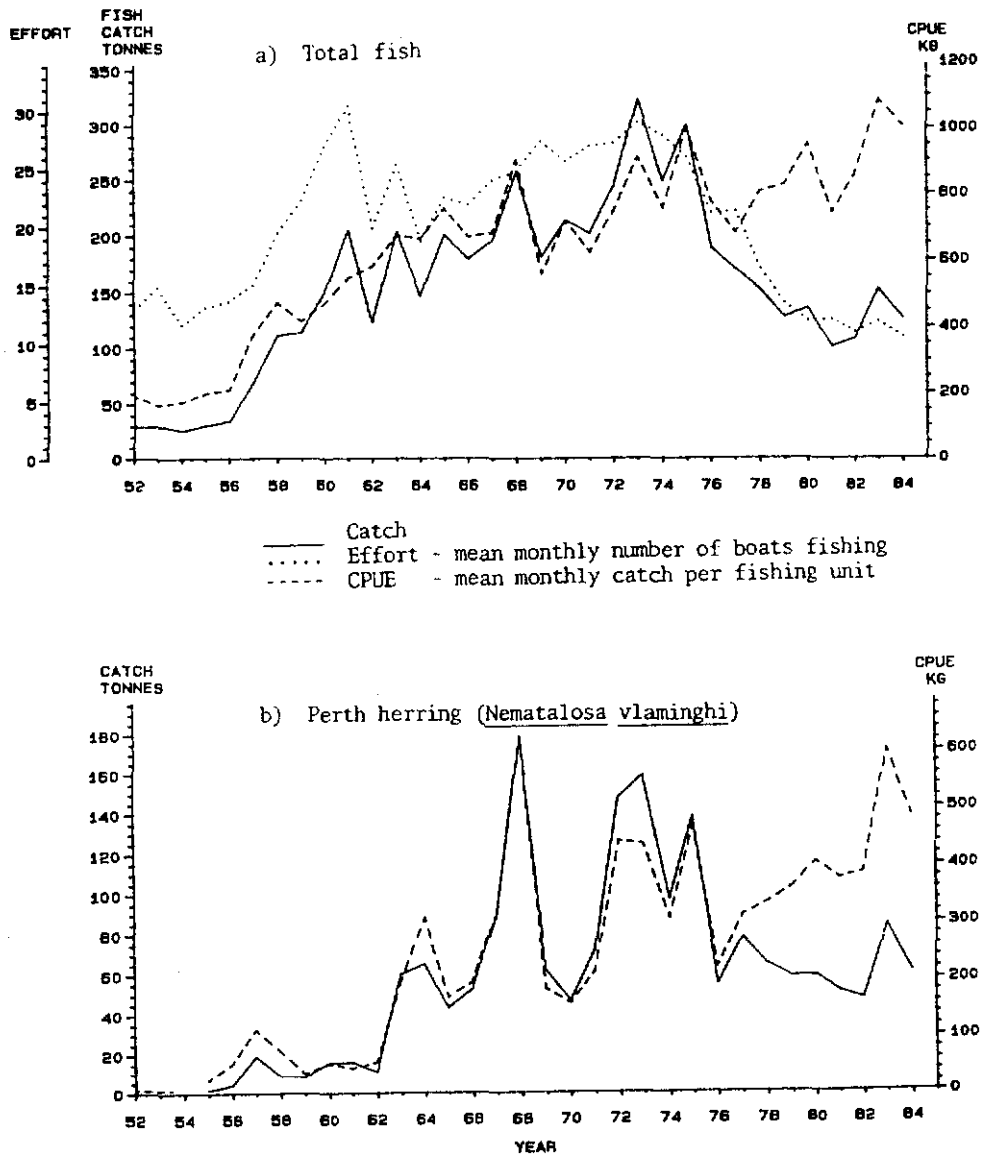 EFFORT
FISH
CATCH
TONNES
CPUE
KG
a) Total fish
30
25
20
15
10
5
0
350
300
250
200
150
100
50
0
1200
1000
800
600
400
200
0
52 54 56 58 60 62 64 66 68 70 72 74 76 78 80 82 84
Catch
Effort - mean monthly number of boats fishing
CPUE - mean monthly catch per fishing unit
CATCH
TONNES
CPUE
KG
b) Perth herring (Nematalosa vlaminghi)
180
160
140
120
100
80
60
40
20
0
600
500
400
300
200
100
0
52 54 56 58 60 62 64 66 68 70 72 74 76 78 80 82 84
YEAR